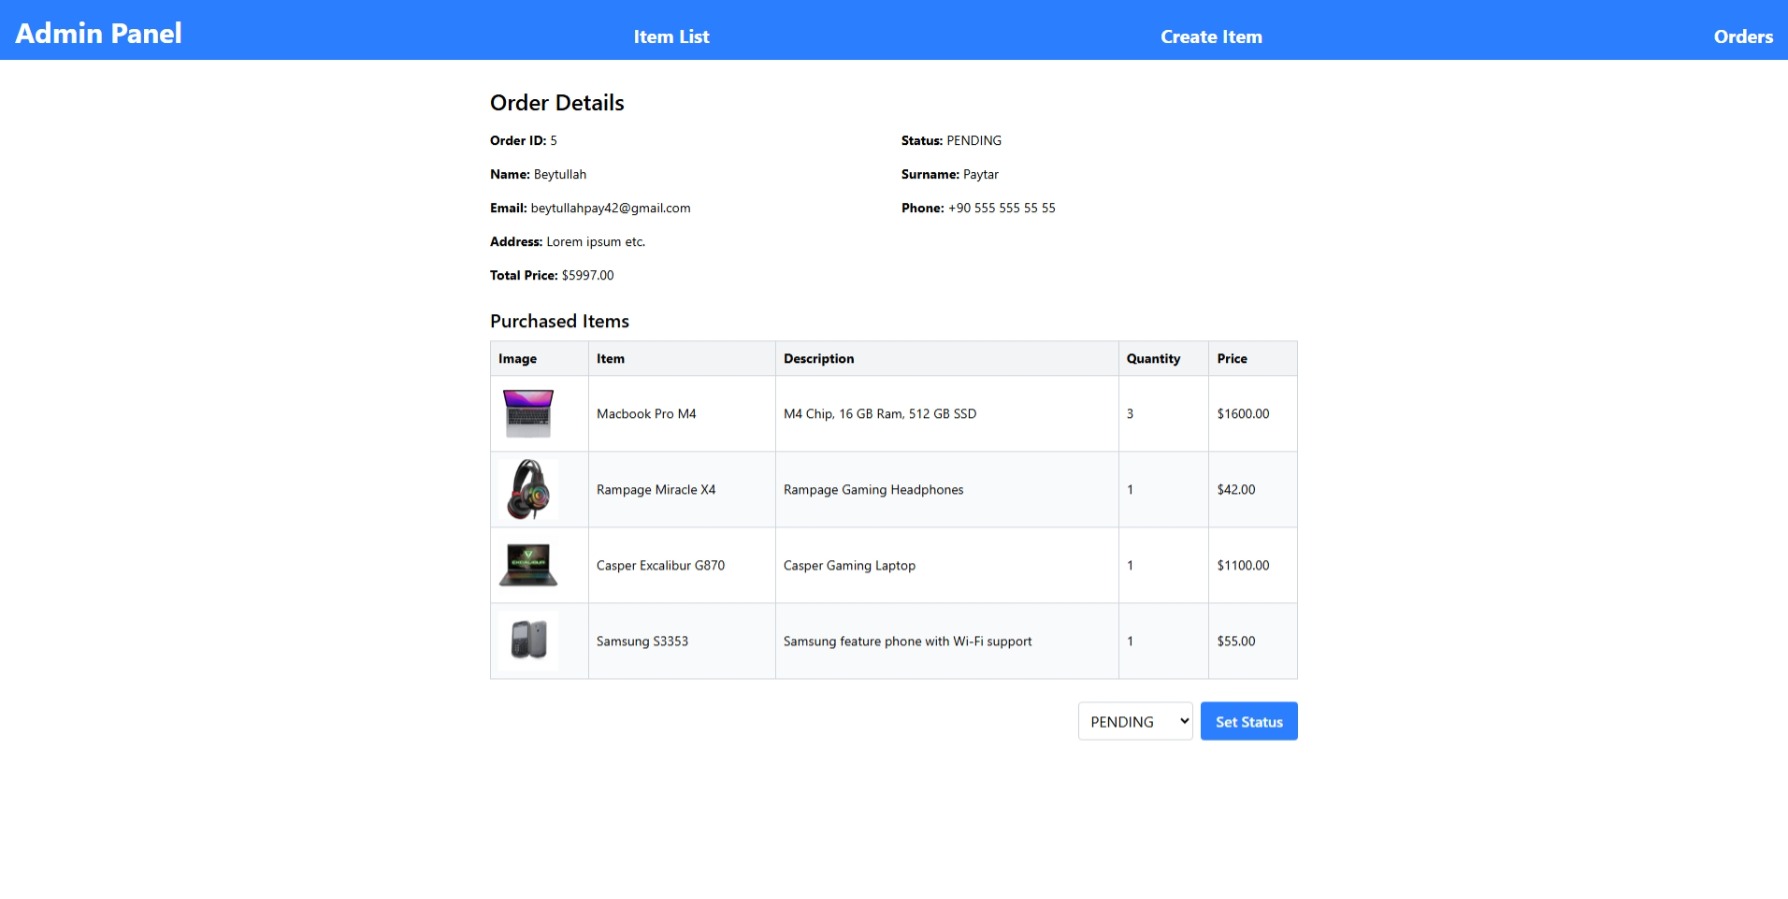 Admin Panel Item List Create Item Orders
Order Details
Order ID: 5 Status: PENDING
Name: Beytullah Surname: Paytar
Email: beytullahpay42@gmail.com Phone: +90 555 555 55 55
Address: Lorem ipsum etc.
Total Price: $5997.00
Purchased Items
Image Item Description Quantity Price
Macbook Pro M4 M4 Chip, 16 GB Ram, 512 GB SSD 3 $1600.00
Rampage Miracle X4 Rampage Gaming Headphones 1 $42.00
EXCALIBUR
Casper Excalibur G870 Casper Gaming Laptop 1 $1100.00
Samsung S3353 Samsung feature phone with Wi-Fi support 1 $55.00
PENDING Set Status